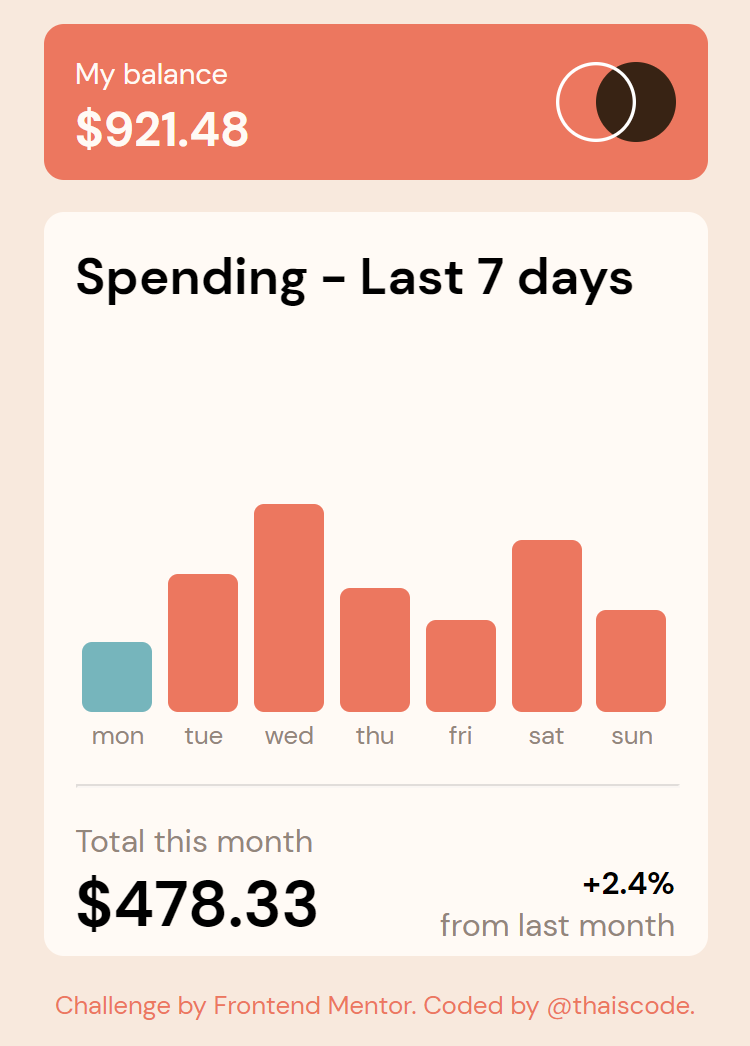 My balance
$921.48
Spending - Last 7 days
mon tue wed thu fri sat sun
Total this month
$478.33
+2.4%
from last month
Challenge by Frontend Mentor. Coded by @thaiscode.